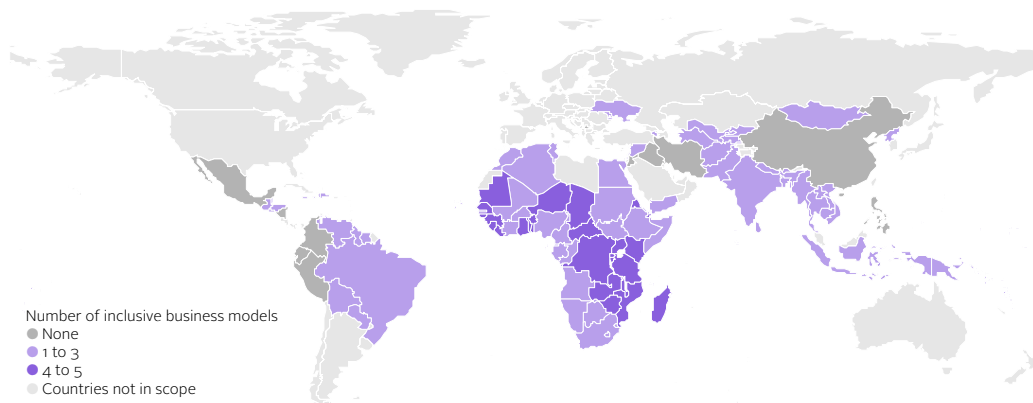 Number of inclusive business models
None
1 to 3
4 to 5
Countries not in scope